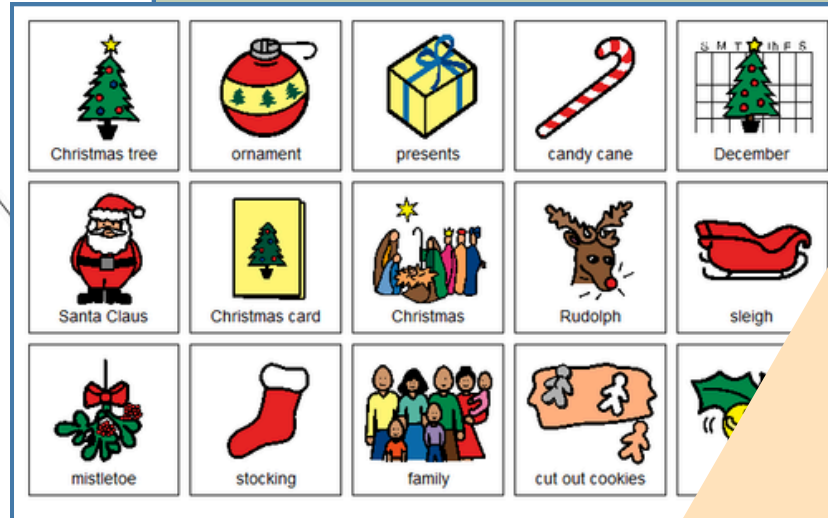 Christmas tree
ornament
presents
candy cane
S M T Th F S
December
Santa Claus
Christmas card
Christmas
Rudolph
sleigh
mistletoe
stocking
family
cut out cookies